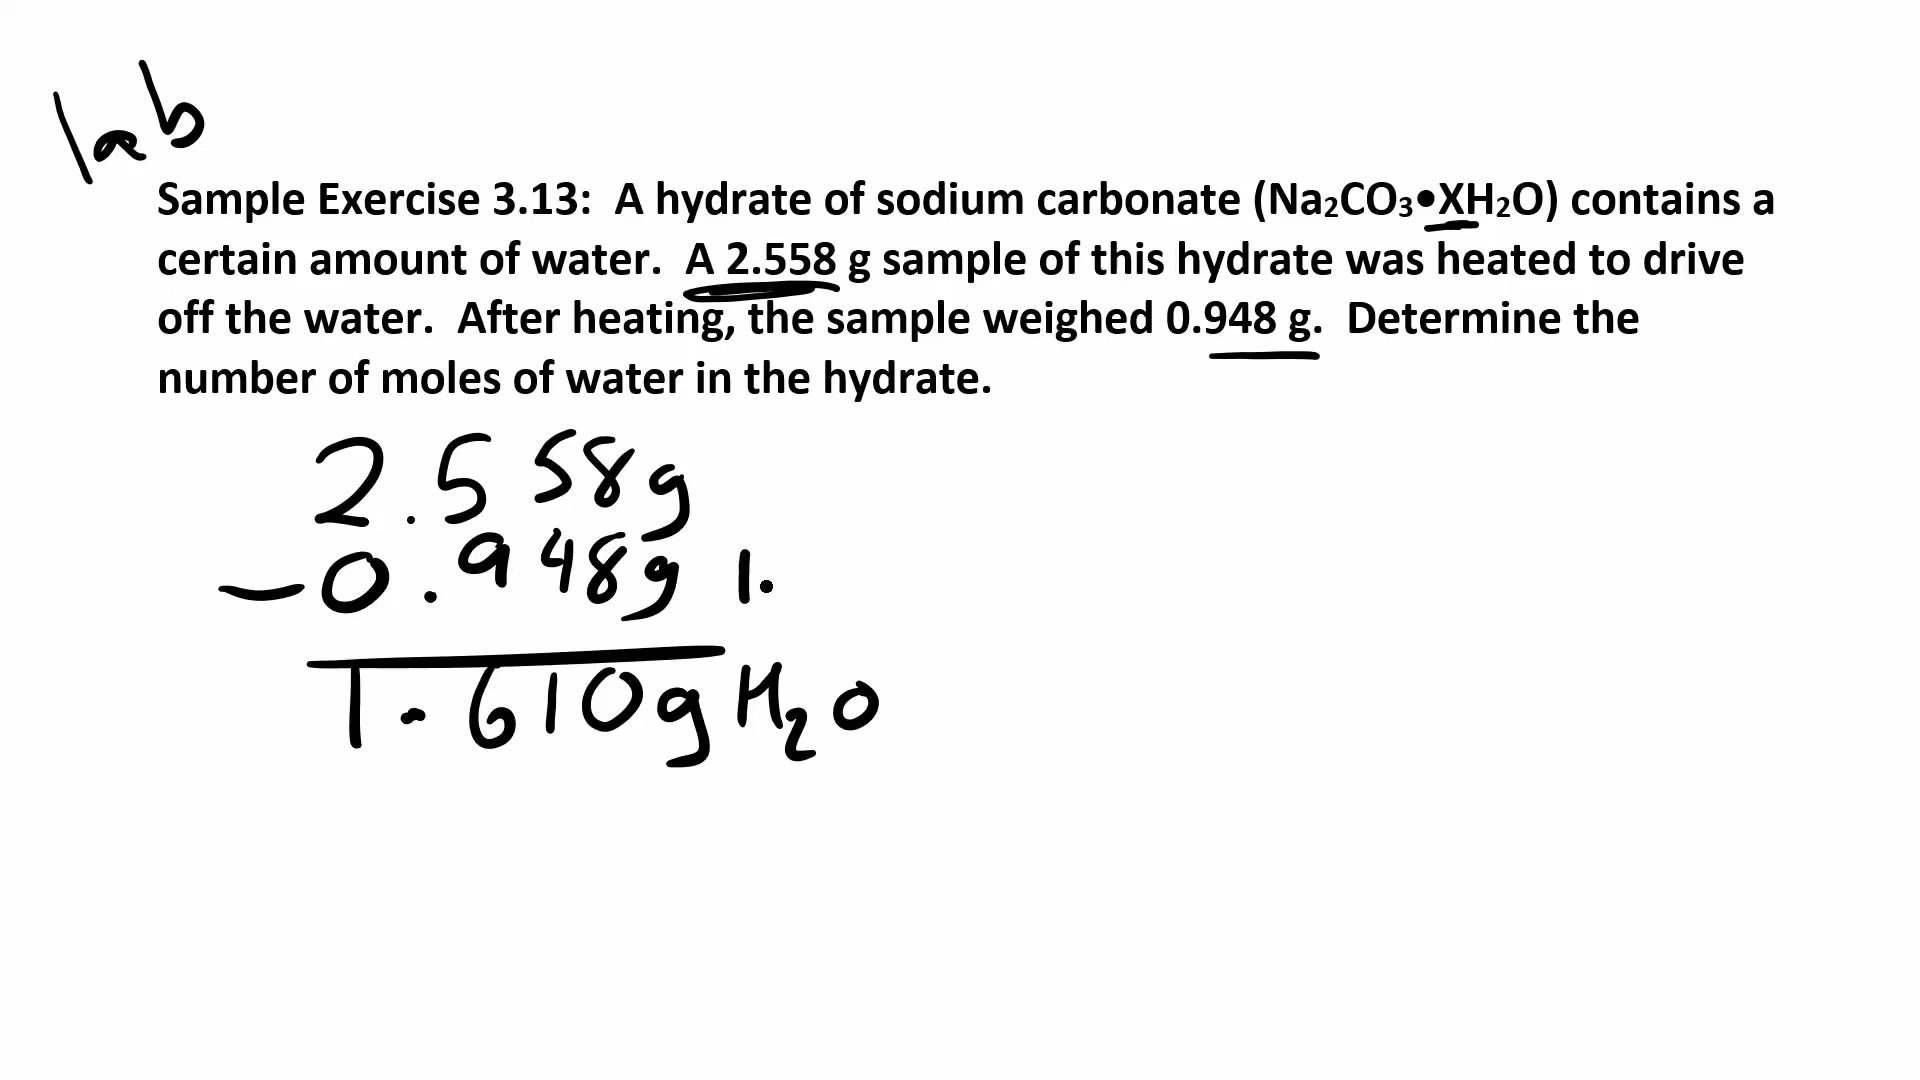 lab
Sample Exercise 3.13: A hydrate of sodium carbonate (Na₂CO₃•XH₂O) contains a
certain amount of water. A 2.558 g sample of this hydrate was heated to drive
off the water. After heating, the sample weighed 0.948 g. Determine the
number of moles of water in the hydrate.
2.558g
-0.948g 1.
1.610g H₂O